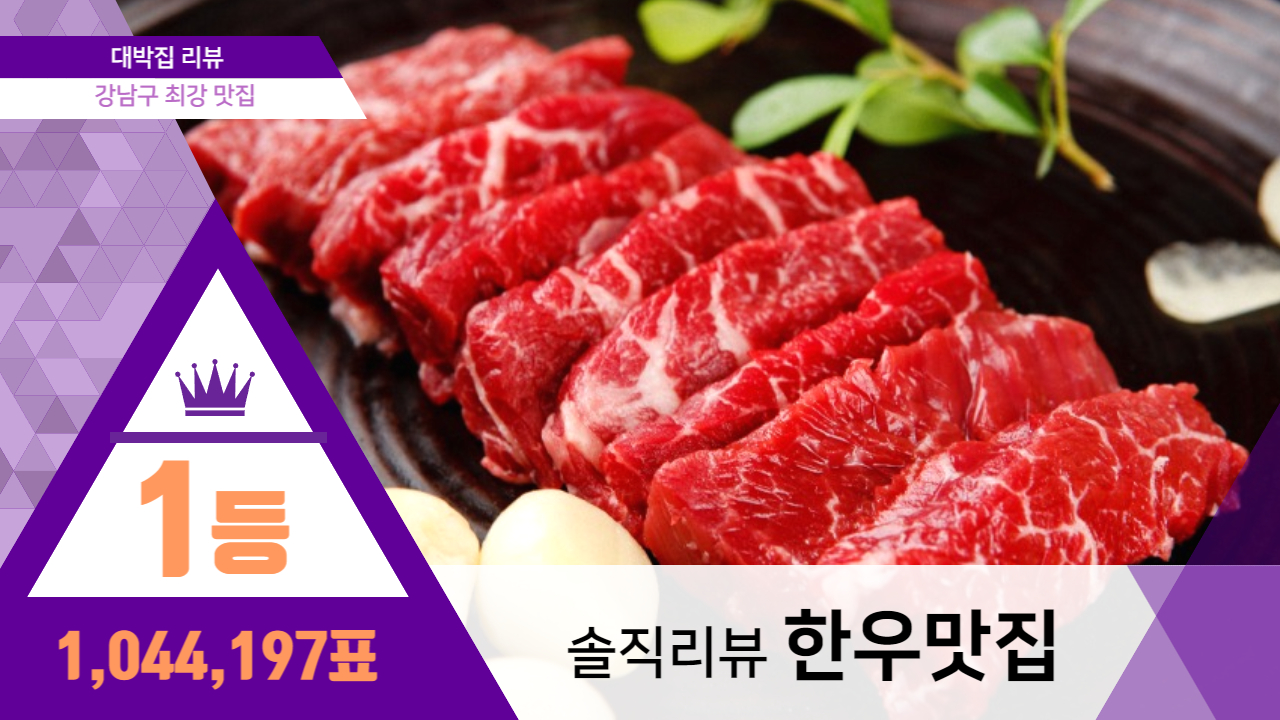 대박집 리뷰
강남구 최강 맛집
1등
1,044,197표
솔직리뷰 한우맛집